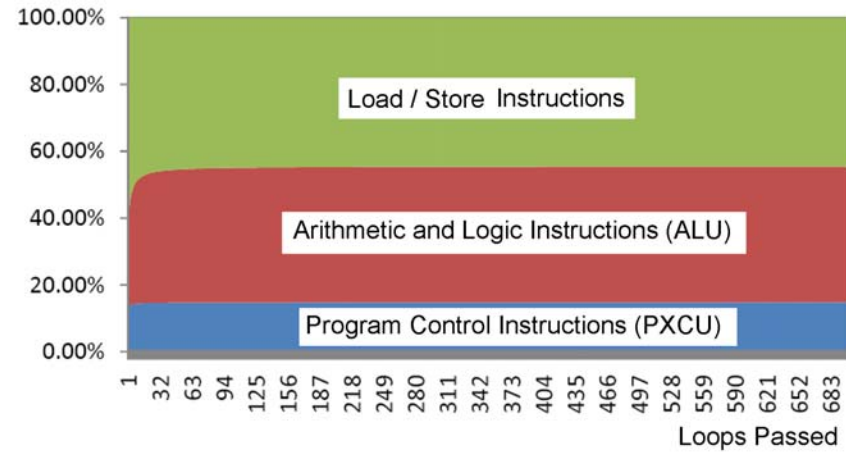 100.00%
80.00%
60.00%
40.00%
20.00%
0.00%
Load / Store Instructions
Arithmetic and Logic Instructions (ALU)
Program Control Instructions (PXCU)
1 32 63 94 125 156 187 218 249 280 311 342 373 404 435 466 497 528 559 590 621 652 683
Loops Passed